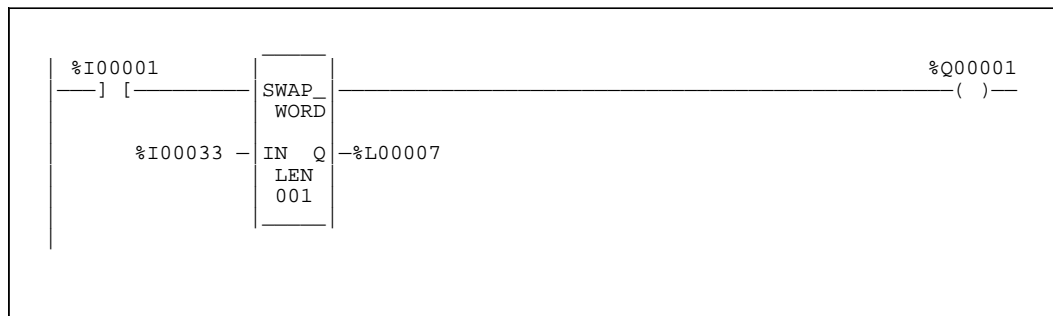 %I00001 %Q00001
] [ SWAP_ ( )
WORD
%I00033 IN Q %L00007
LEN
001